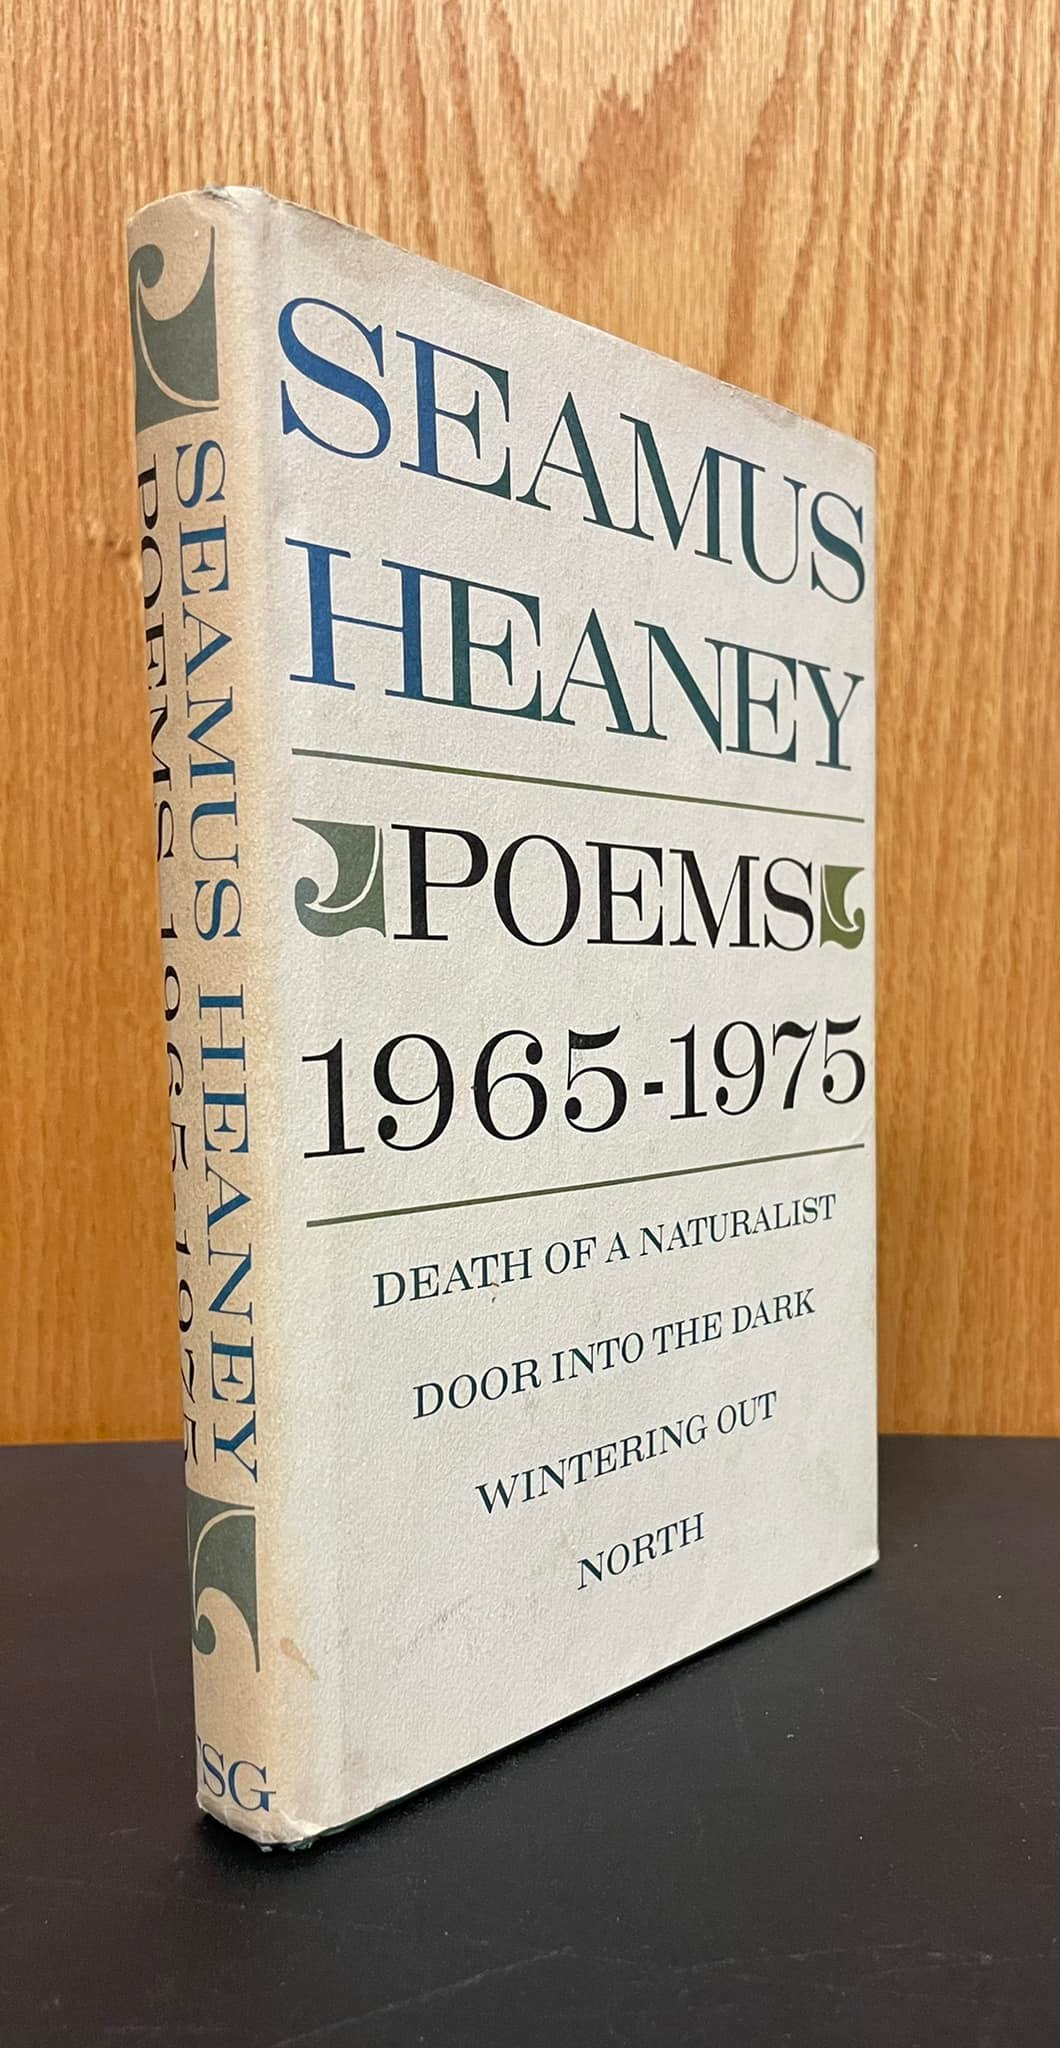 SEAMUS
HEANEY
POEMS
1965-1975
DEATH OF A NATURALIST
DOOR INTO THE DARK
WINTERING OUT
NORTH
SEAMUS HEANEY
POEMS 1965-1975